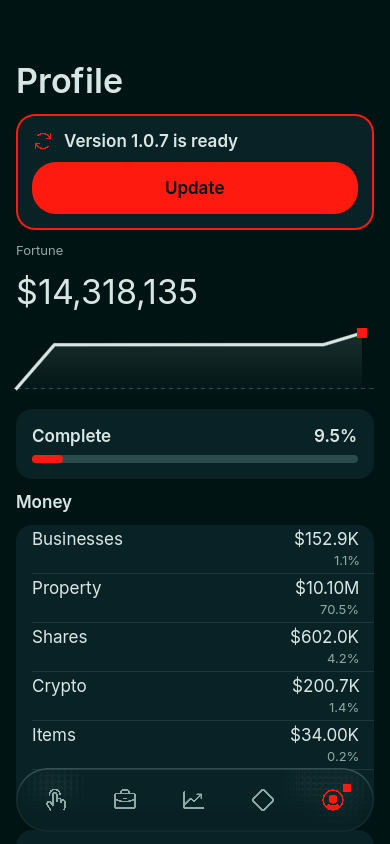 Profile
Version 1.0.7 is ready
Update
Fortune
$14,318,135
Complete 9.5%
Money
Businesses $152.9K
1.1%
Property $10.10M
70.5%
Shares $602.0K
4.2%
Crypto $200.7K
1.4%
Items $34.00K
0.2%